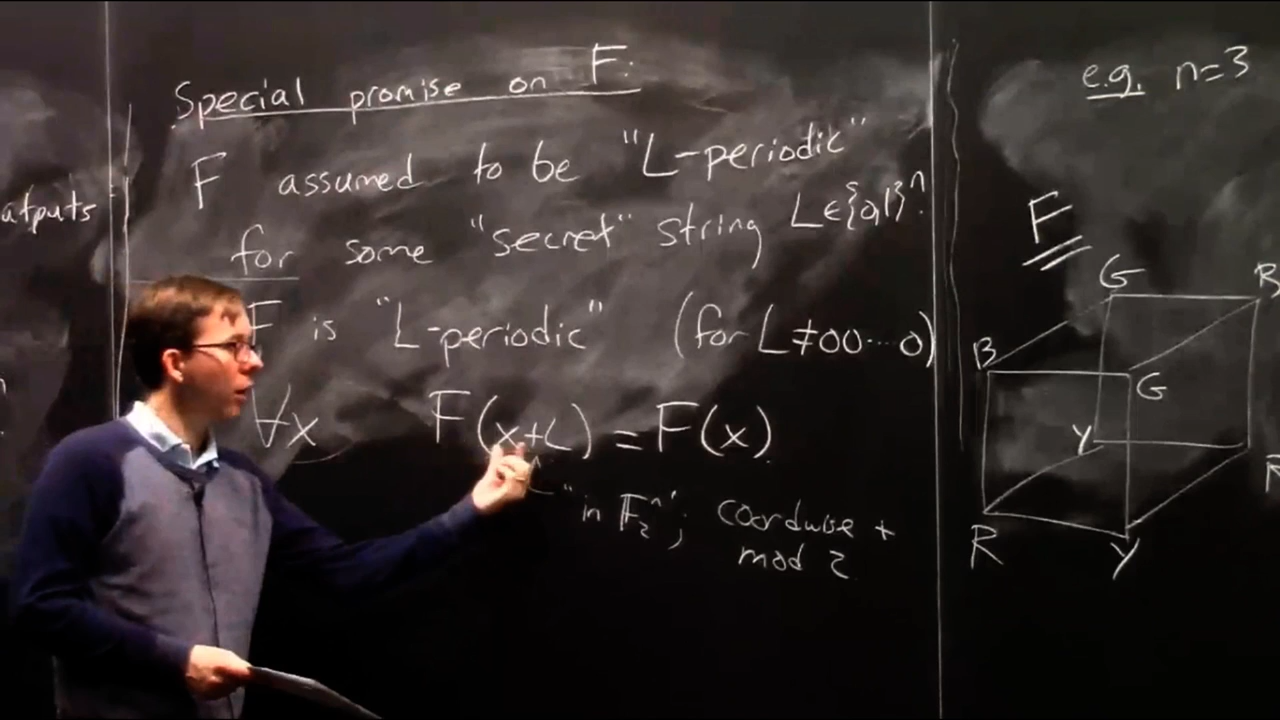 Special promise on F:
F assumed to be "L-periodic"
for some "secret" string L∈{0,1}ⁿ.
F is "L-periodic" (for L≠00···0)
∀x F(x+L) = F(x).
"in F₂ⁿ"; coordwise +
mod 2
e.g. n=3
F
G B
B G
Y R
R Y